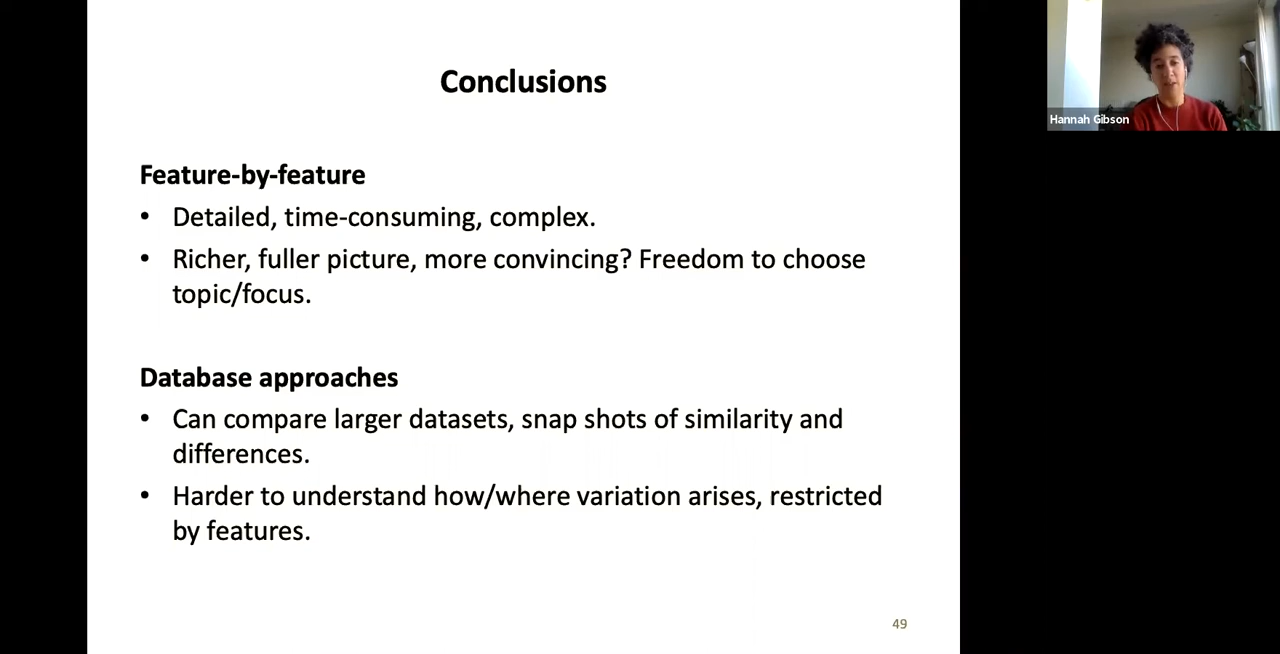 Conclusions
Feature-by-feature
• Detailed, time-consuming, complex.
• Richer, fuller picture, more convincing? Freedom to choose
topic/focus.
Database approaches
• Can compare larger datasets, snap shots of similarity and
differences.
• Harder to understand how/where variation arises, restricted
by features.
49
Hannah Gibson